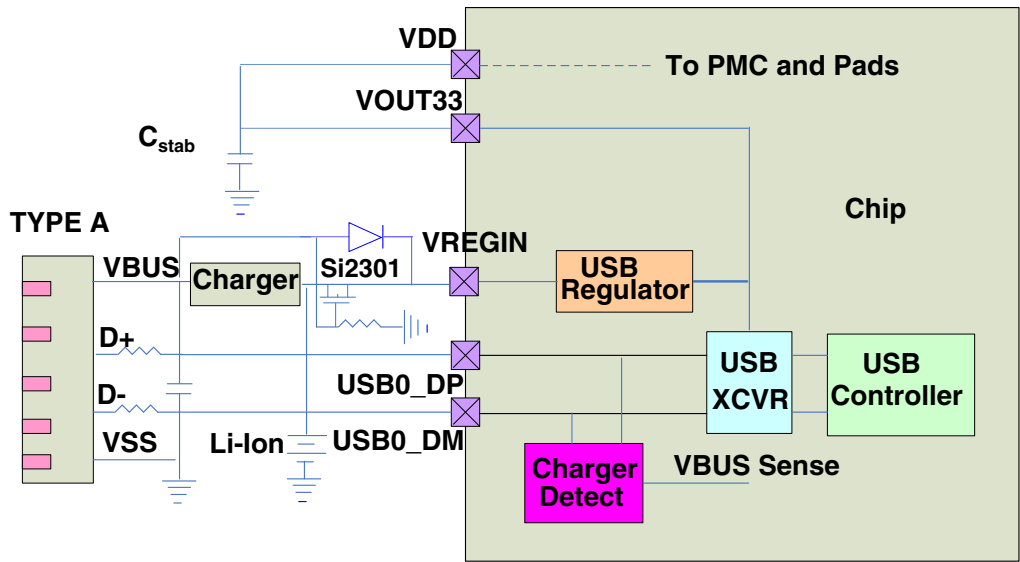 VDD
To PMC and Pads
VOUT33
Cstab
Chip
TYPE A
VREGIN
VBUS
Charger
Si2301
USB
Regulator
D+
USB0_DP
USB
XCVR
USB
Controller
D-
VSS
Li-Ion
USB0_DM
Charger
Detect
VBUS Sense